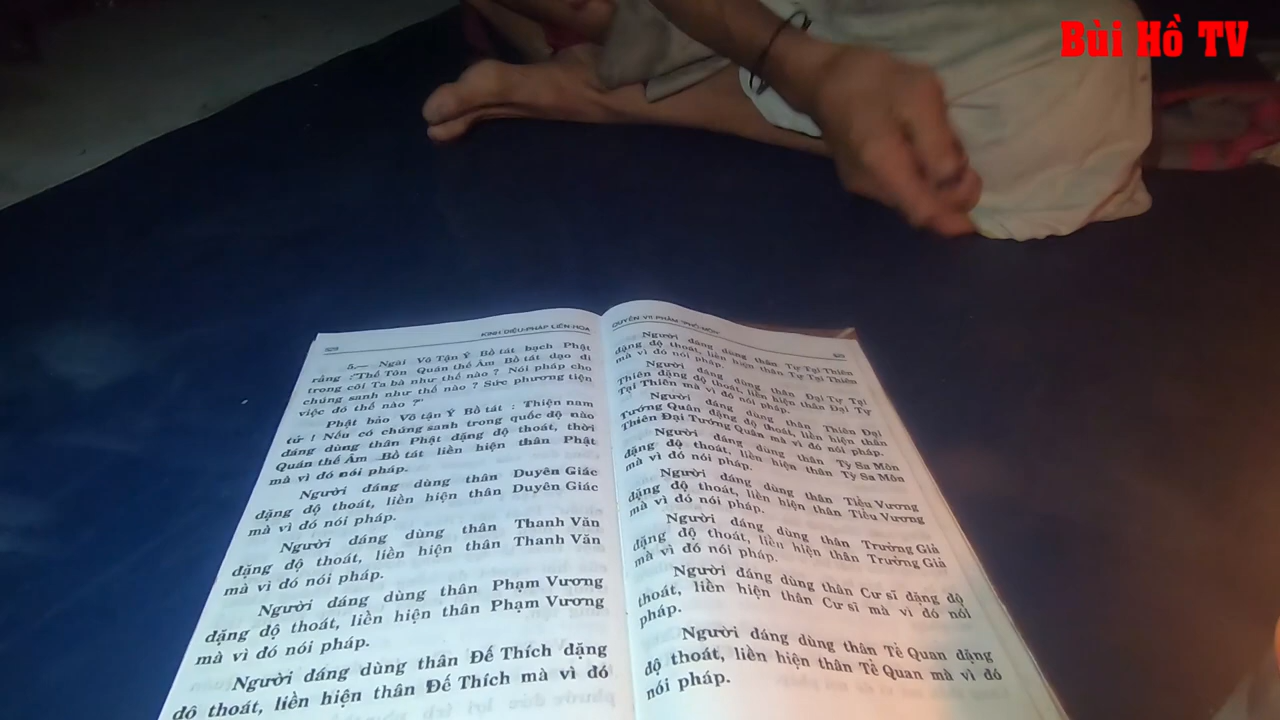 Bùi Hồ TV
KINH DIỆU-PHÁP LIÊN-HOA
5.— Ngài Vô Tận Ý Bồ tát bạch Phật
rằng :"Thế Tôn Quán thế Âm Bồ tát dạo đi
trong cõi Ta bà như thế nào ? Nói pháp cho
chúng sanh như thế nào ? Sức phương tiện
việc đó thế nào ?"
Phật bảo Vô tận Ý Bồ tát : Thiện nam
tử ! Nếu có chúng sanh trong quốc độ nào
đáng dùng thân Phật đặng độ thoát, thời
Quán thế Âm Bồ tát liền hiện thân Phật
mà vì đó nói pháp.
Người đáng dùng thân Duyên Giác
đặng độ thoát, liền hiện thân Duyên Giác
mà vì đó nói pháp.
Người đáng dùng thân Thanh Văn
đặng độ thoát, liền hiện thân Thanh Văn
mà vì đó nói pháp.
Người đáng dùng thân Phạm Vương
đặng độ thoát, liền hiện thân Phạm Vương
mà vì đó nói pháp.
Người đáng dùng thân Đế Thích đặng
độ thoát, liền hiện thân Đế Thích mà vì đó
QUYỂN VII PHẨM "PHỔ-MÔN"
Người đáng dùng thân Tự Tại Thiên
đặng độ thoát, liền hiện thân Tự Tại Thiên
mà vì đó nói pháp.
Người đáng dùng thân Đại Tự Tại
Thiên đặng độ thoát, liền hiện thân Đại Tự
Tại Thiên mà vì đó nói pháp.
Người đáng dùng thân Thiên Đại
Tướng Quân đặng độ thoát, liền hiện thân
Thiên Đại Tướng Quân mà vì đó nói pháp.
Người đáng dùng thân Tỳ Sa Môn
đặng độ thoát, liền hiện thân Tỳ Sa Môn
mà vì đó nói pháp.
Người đáng dùng thân Tiểu Vương
đặng độ thoát, liền hiện thân Tiểu Vương
mà vì đó nói pháp.
Người đáng dùng thân Trưởng Giả
đặng độ thoát, liền hiện thân Trưởng Giả
mà vì đó nói pháp.
Người đáng dùng thân Cư sĩ đặng độ
thoát, liền hiện thân Cư sĩ mà vì đó nói
pháp.
Người đáng dùng thân Tể Quan đặng
độ thoát, liền hiện thân Tể Quan mà vì đó
nói pháp.